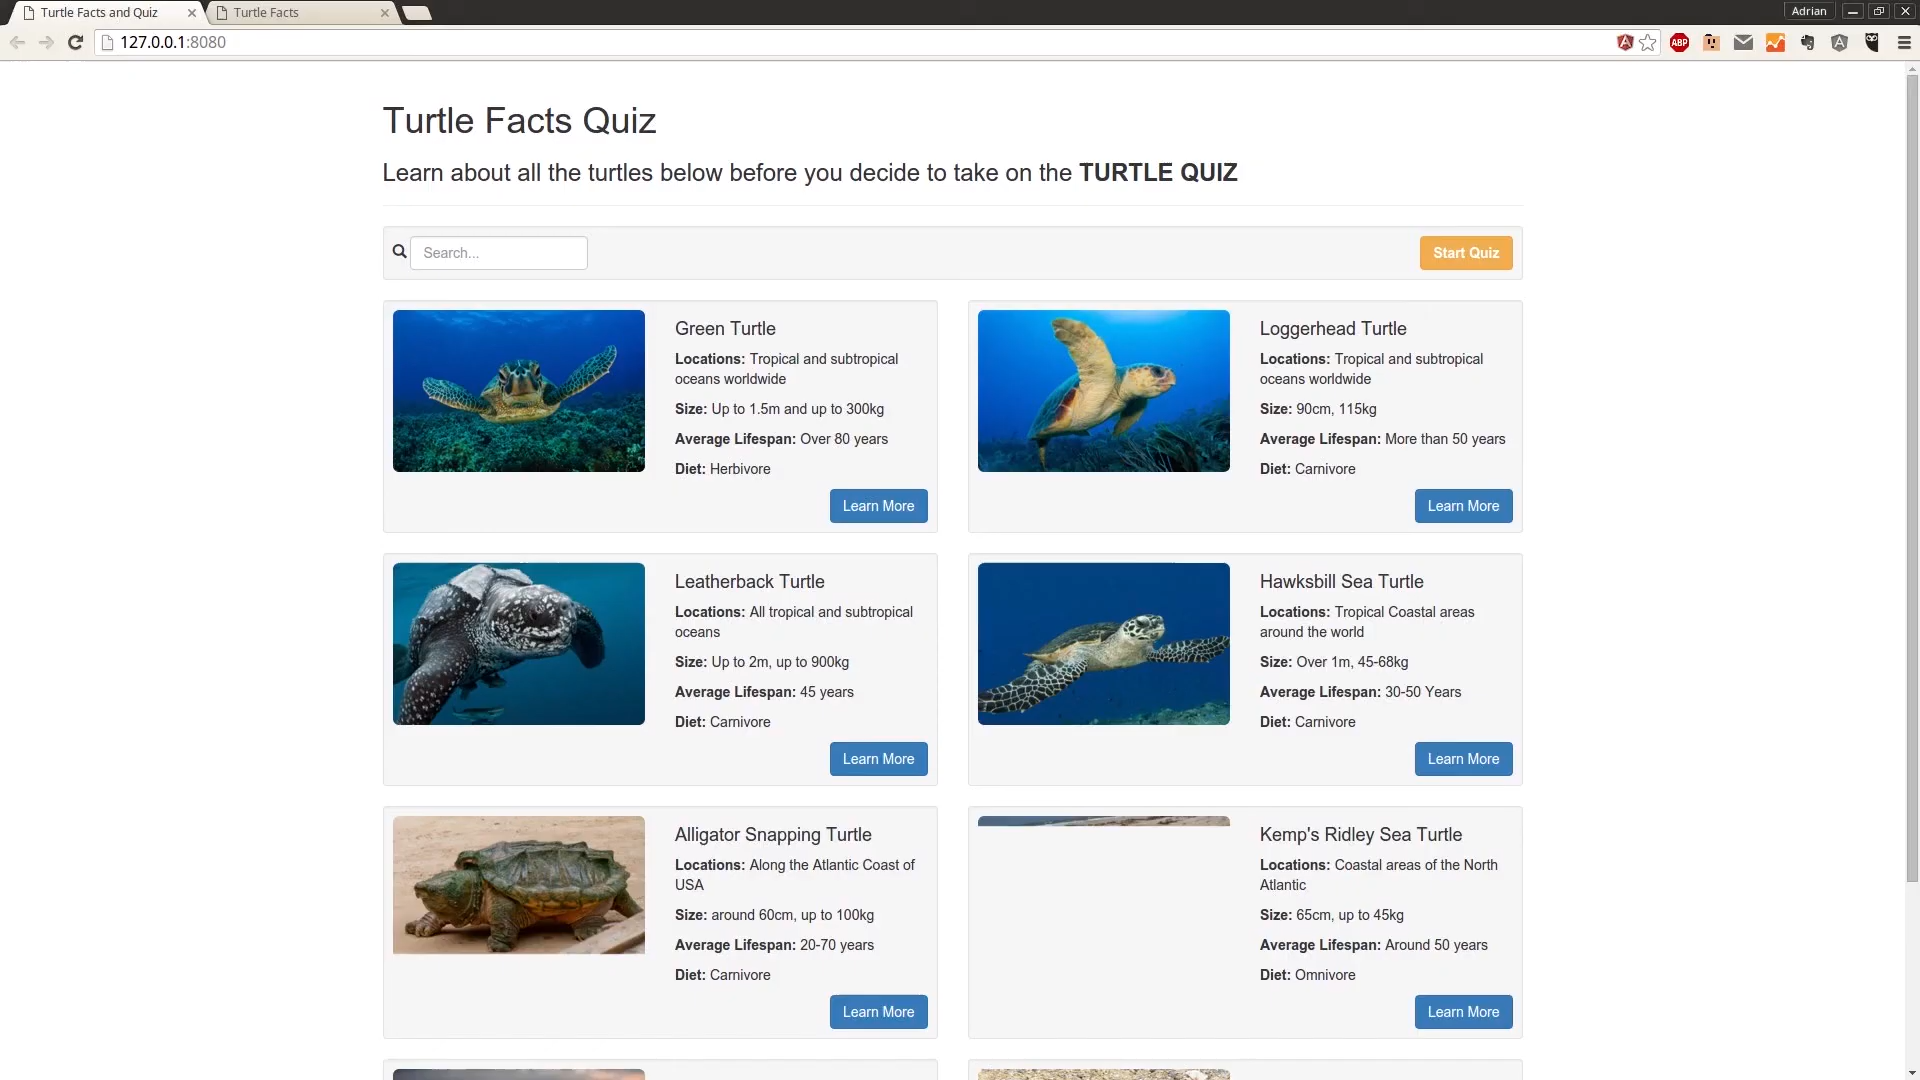 Turtle Facts and Quiz
Turtle Facts
Adrian
127.0.0.1:8080
ABP
Turtle Facts Quiz
Learn about all the turtles below before you decide to take on the TURTLE QUIZ
Search...
Start Quiz
Green Turtle
Locations: Tropical and subtropical
oceans worldwide
Size: Up to 1.5m and up to 300kg
Average Lifespan: Over 80 years
Diet: Herbivore
Learn More
Loggerhead Turtle
Locations: Tropical and subtropical
oceans worldwide
Size: 90cm, 115kg
Average Lifespan: More than 50 years
Diet: Carnivore
Learn More
Leatherback Turtle
Locations: All tropical and subtropical
oceans
Size: Up to 2m, up to 900kg
Average Lifespan: 45 years
Diet: Carnivore
Learn More
Hawksbill Sea Turtle
Locations: Tropical Coastal areas
around the world
Size: Over 1m, 45-68kg
Average Lifespan: 30-50 Years
Diet: Carnivore
Learn More
Alligator Snapping Turtle
Locations: Along the Atlantic Coast of
USA
Size: around 60cm, up to 100kg
Average Lifespan: 20-70 years
Diet: Carnivore
Learn More
Kemp's Ridley Sea Turtle
Locations: Coastal areas of the North
Atlantic
Size: 65cm, up to 45kg
Average Lifespan: Around 50 years
Diet: Omnivore
Learn More